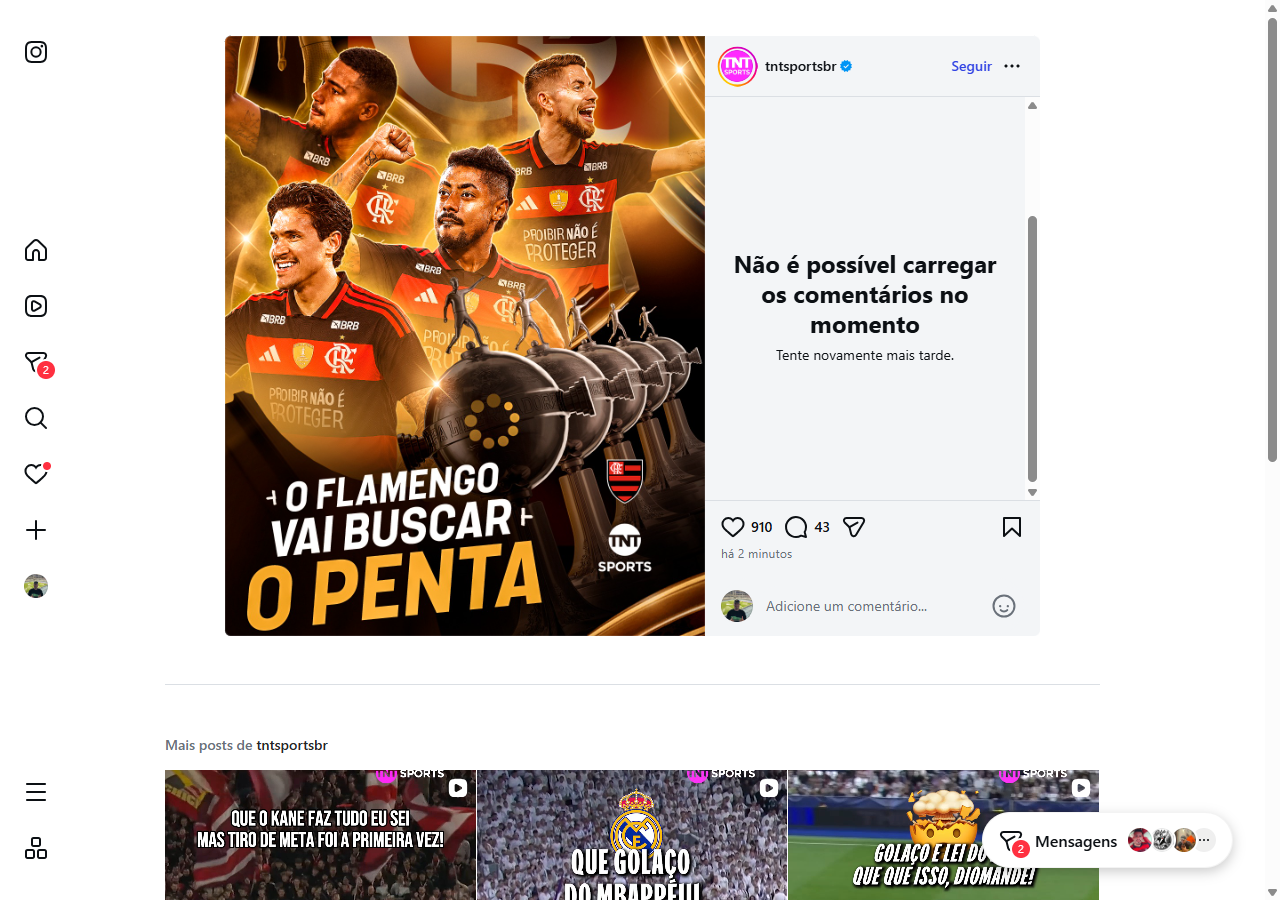 BRB
BRB
PROIBIR NÃO É
PROTEGER
BRB
BRB
BRB
PROIBIR NÃO É
PROTEGER
O FLAMENGO
VAI BUSCAR
O PENTA
TNT
SPORTS
TNT
SPORTS
tntsportsbr
Seguir
Não é possível carregar
os comentários no
momento
Tente novamente mais tarde.
910
43
há 2 minutos
Adicione um comentário...
2
Mais posts de tntsportsbr
SPORTS
QUE O KANE FAZ TUDO EU SEI
MAS TIRO DE META FOI A PRIMEIRA VEZ!
SPORTS
QUE GOLAÇO
DO MBAPPÉ!!!
SPORTS
GOLAÇO E LEI DO
QUE QUE ISSO, DIOMANDE!
2
Mensagens